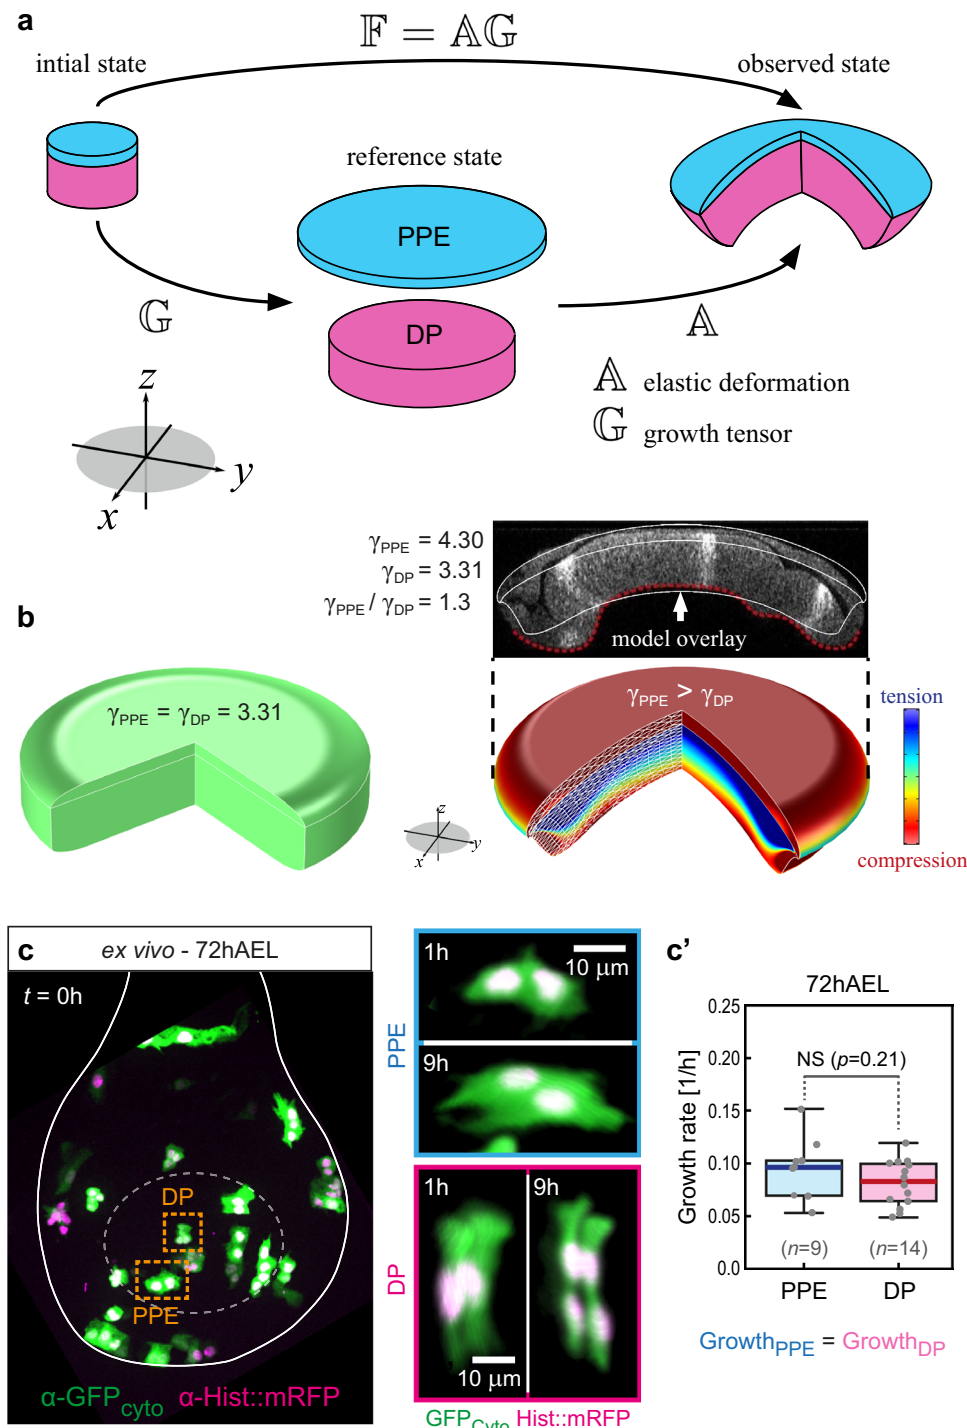 a
𝔽 = 𝔸𝔾
intial state
observed state
reference state
PPE
DP
𝔾
𝔸
𝔸 elastic deformation
𝔾 growth tensor
z
y
x
γPPE = 4.30
γDP = 3.31
γPPE / γDP = 1.3
model overlay
b
γPPE = γDP = 3.31
γPPE > γDP
tension
compression
z
y
x
c
ex vivo - 72hAEL
t = 0h
DP
PPE
α-GFPcyto α-Hist::mRFP
PPE
1h
10 μm
9h
DP
1h
9h
10 μm
GFPCyto Hist::mRFP
c'
72hAEL
NS (p=0.21)
Growth rate [1/h]
0.25
0.20
0.15
0.10
0.05
0.0
(n=9)
(n=14)
PPE
DP
GrowthPPE = GrowthDP